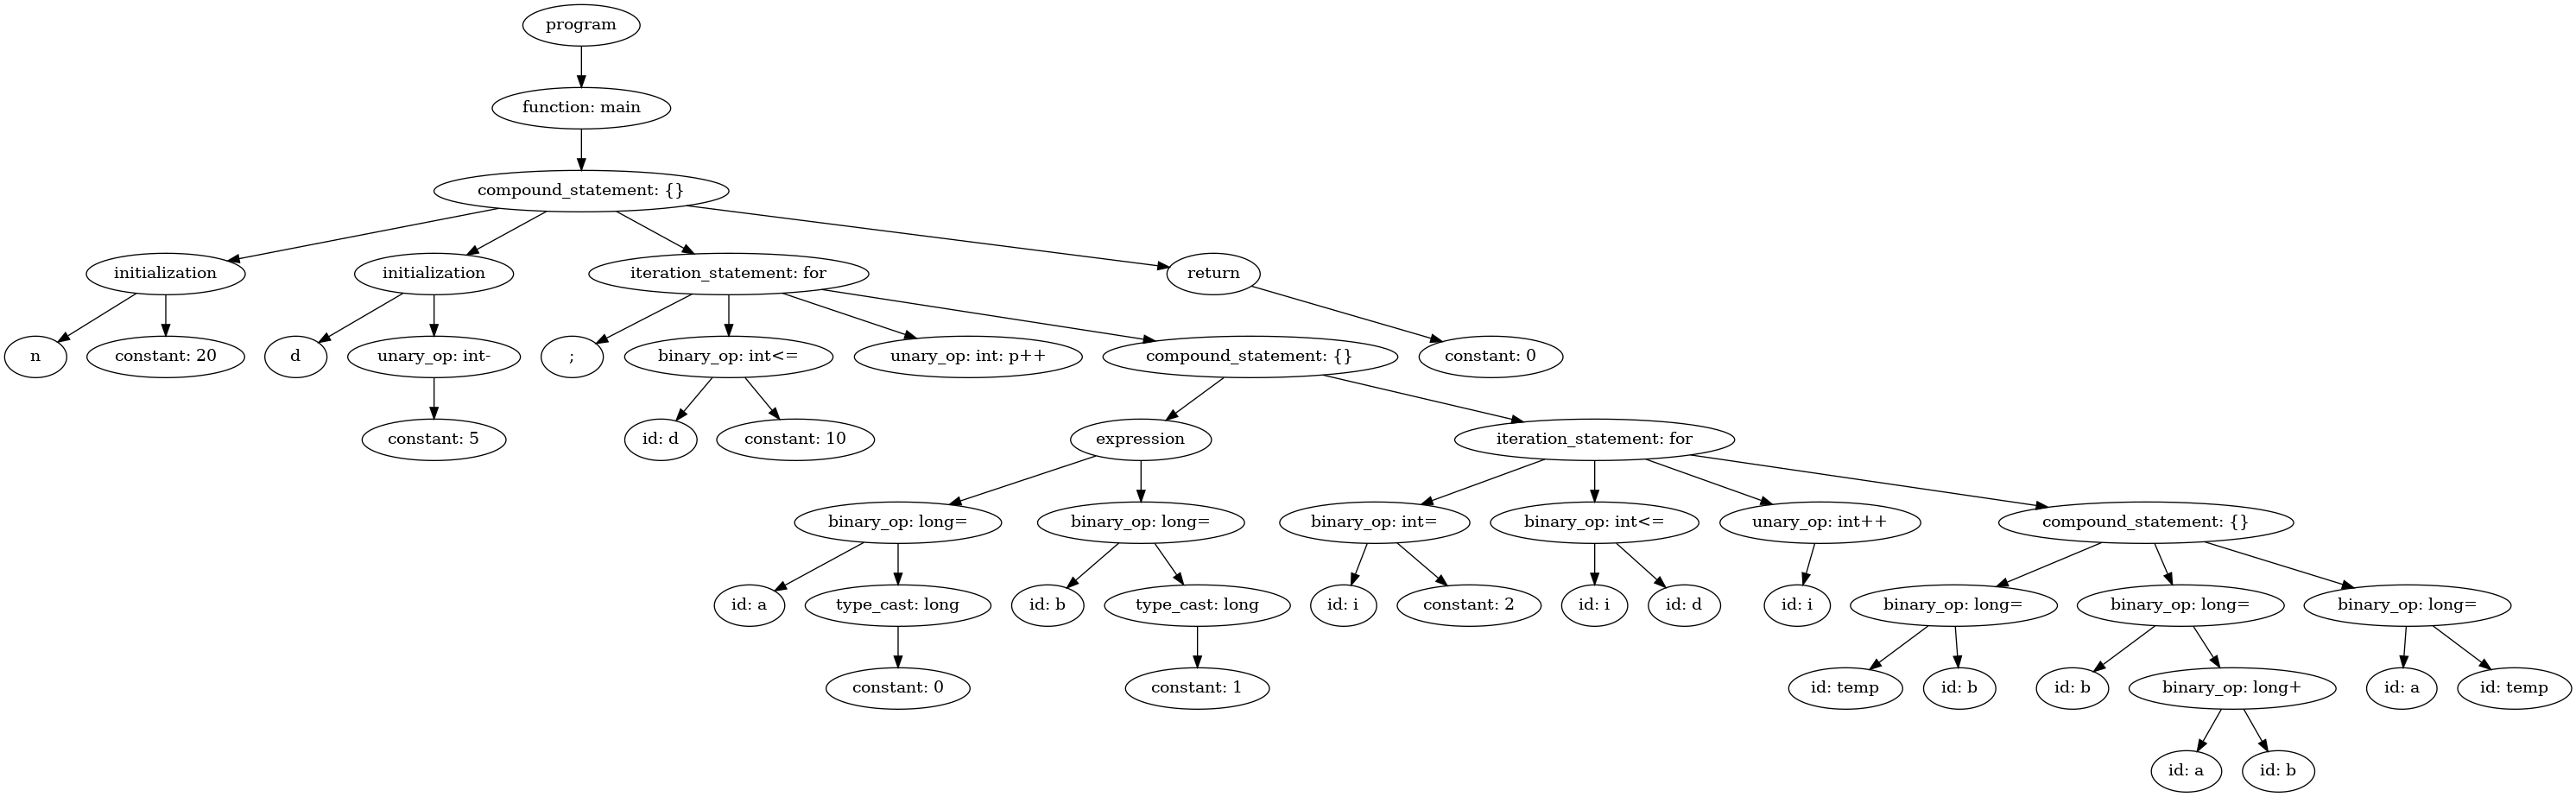 program
function: main
compound_statement: {}
initialization
initialization
iteration_statement: for
return
n
constant: 20
d
unary_op: int-
;
binary_op: int<=
unary_op: int: p++
compound_statement: {}
constant: 0
constant: 5
id: d
constant: 10
expression
iteration_statement: for
binary_op: long=
binary_op: long=
binary_op: int=
binary_op: int<=
unary_op: int++
compound_statement: {}
id: a
type_cast: long
id: b
type_cast: long
id: i
constant: 2
id: i
id: d
id: i
binary_op: long=
binary_op: long=
binary_op: long=
constant: 0
constant: 1
id: temp
id: b
id: b
binary_op: long+
id: a
id: temp
id: a
id: b